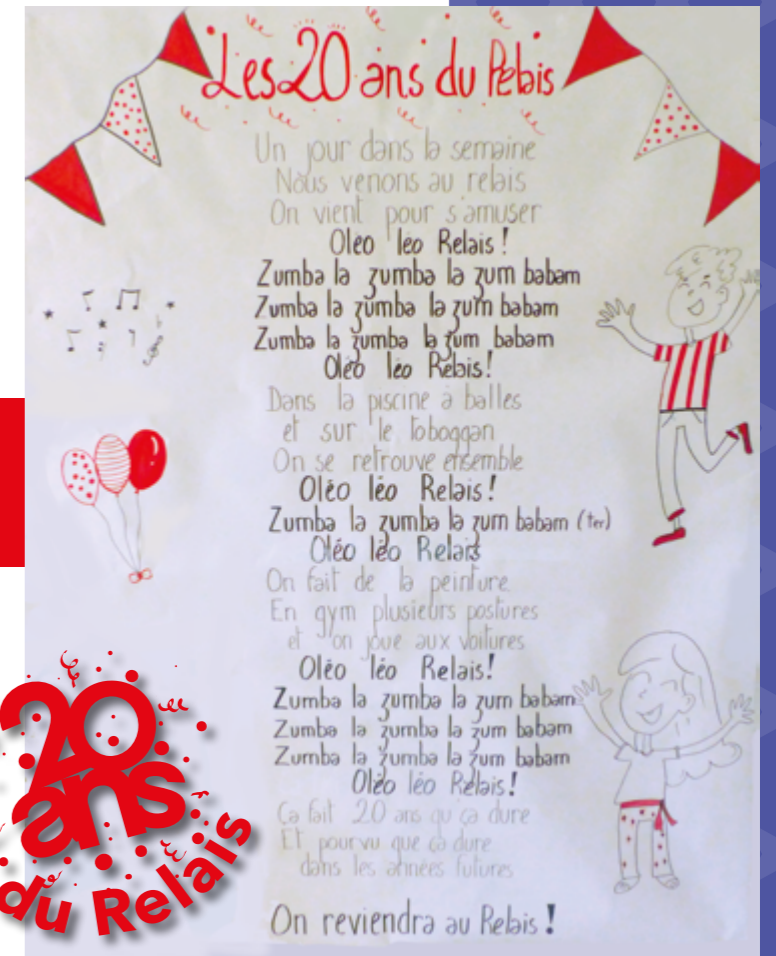 Les 20 ans du Relais
Un jour dans la semaine
Nous venons au relais
On vient pour s'amuser
Oléo léo Relais !
Zumba la zumba la zum babam
Zumba la zumba la zum babam
Zumba la zumba la zum babam
Oléo léo Relais !
Dans la piscine à balles
et sur le toboggan
On se retrouve ensemble
Oléo léo Relais !
Zumba la zumba la zum babam (ter)
Oléo léo Relais
On fait de la peinture
En gym plusieurs postures
et on joue aux voitures
Oléo léo Relais !
Zumba la zumba la zum babam
Zumba la zumba la zum babam
Zumba la zumba la zum babam
Oléo léo Relais !
Ça fait 20 ans qu'ça dure
Et pourvu que ça dure
dans les années futures
On reviendra au Relais !
20
ans
du Relais